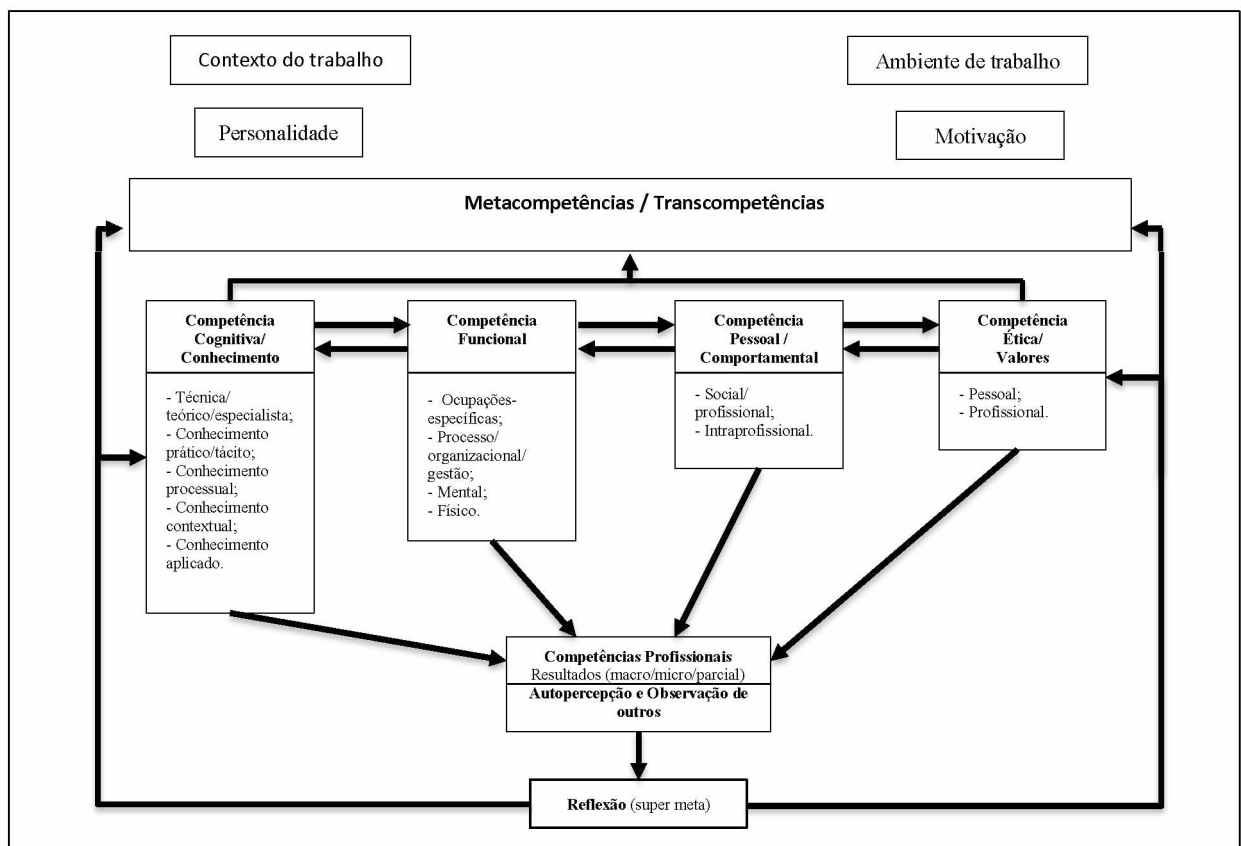 Contexto do trabalho
Ambiente de trabalho
Personalidade
Motivação
Metacompetências / Transcompetências
Competência
Cognitiva/
Conhecimento
- Técnica/
teórico/especialista;
- Conhecimento
prático/tácito;
- Conhecimento
processual;
- Conhecimento
contextual;
- Conhecimento
aplicado.
Competência
Funcional
- Ocupações-
específicas;
- Processo/
organizacional/
gestão;
- Mental;
- Físico.
Competência
Pessoal /
Comportamental
- Social/
profissional;
- Intraprofissional.
Competência
Ética/
Valores
- Pessoal;
- Profissional.
Competências Profissionais
Resultados (macro/micro/parcial)
Autopercepção e Observação de
outros
Reflexão (super meta)